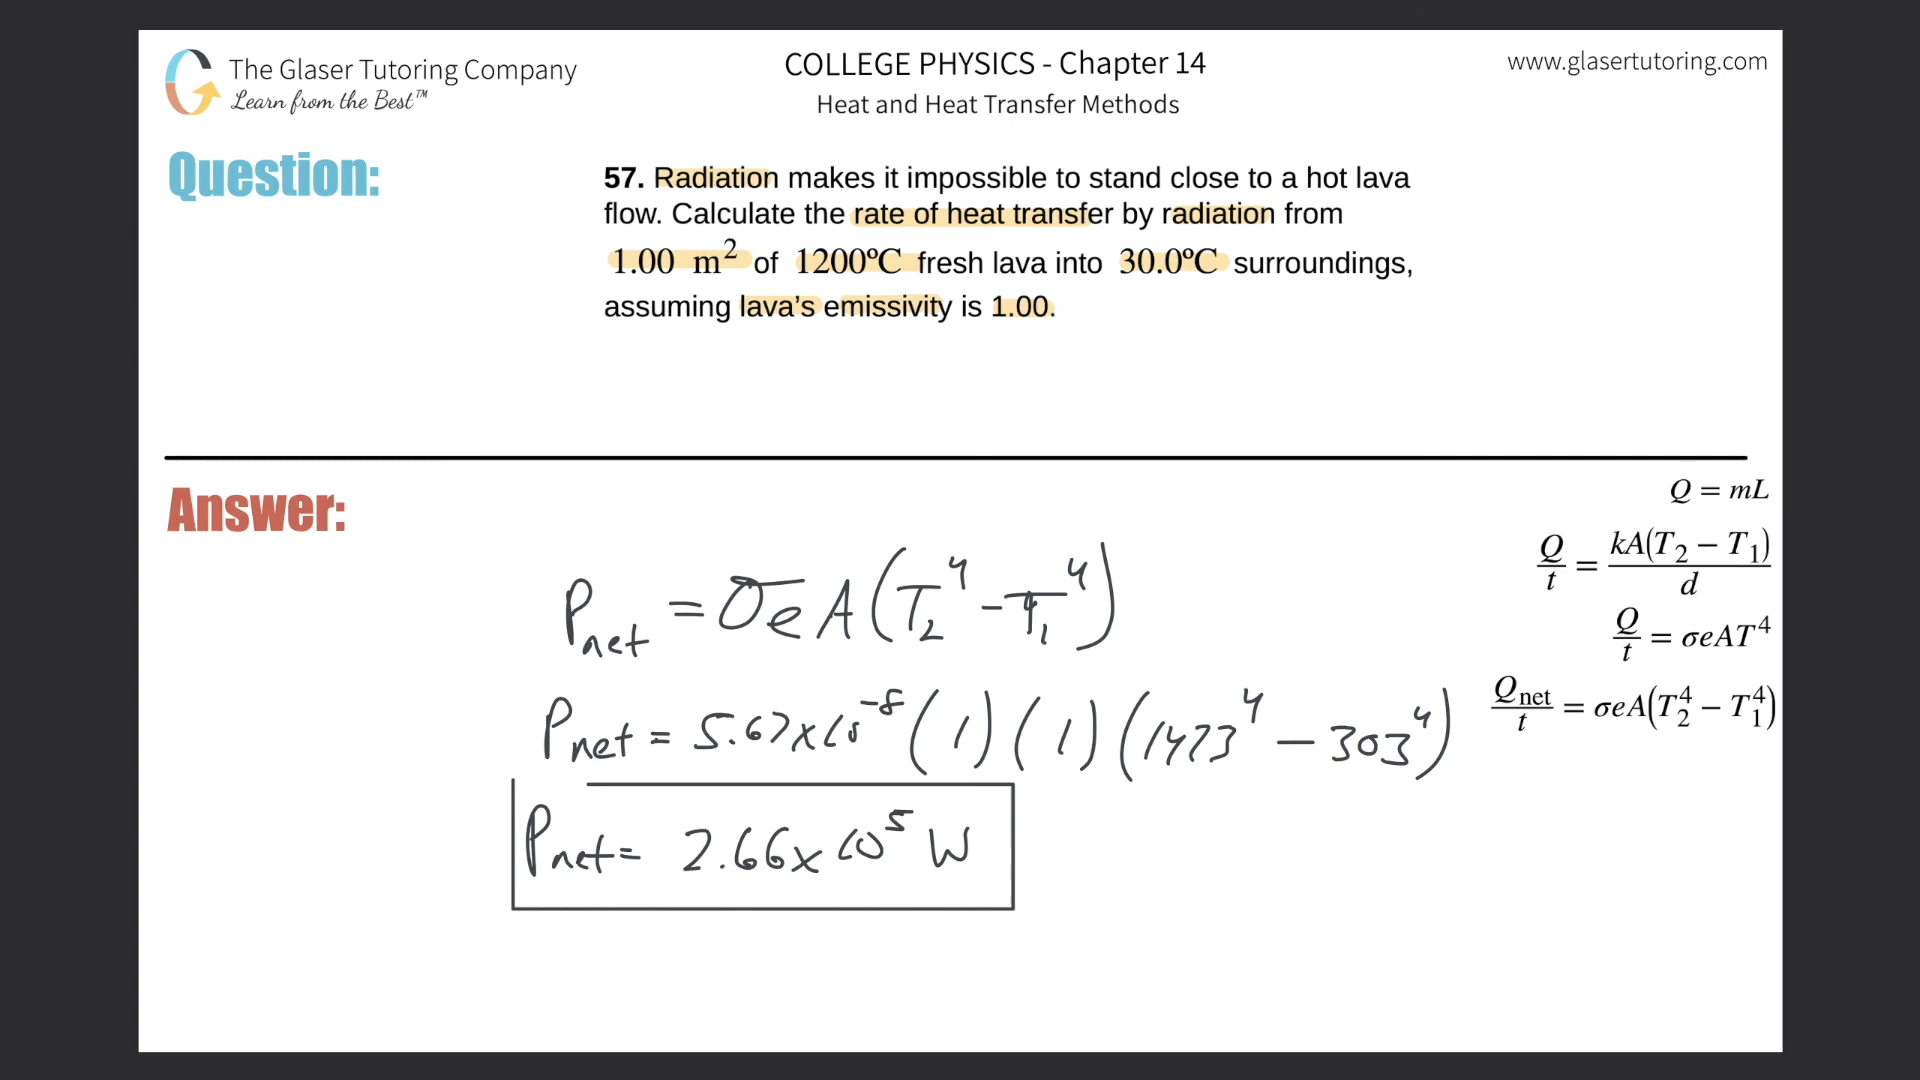 The Glaser Tutoring Company
Learn from the Best™
COLLEGE PHYSICS - Chapter 14
Heat and Heat Transfer Methods
www.glasertutoring.com
Question:
57. Radiation makes it impossible to stand close to a hot lava
flow. Calculate the rate of heat transfer by radiation from
1.00 m² of 1200ºC fresh lava into 30.0ºC surroundings,
assuming lava’s emissivity is 1.00.
Answer:
Q = mL
Q/t = kA(T₂ − T₁)/d
Q/t = σeAT⁴
Qnet/t = σeA(T₂⁴ − T₁⁴)
Pnet = σeA(T₂⁴ - T₁⁴)
Pnet = 5.67x10⁻⁸(1)(1)(1473⁴ - 303⁴)
Pnet = 2.66x10⁵ W